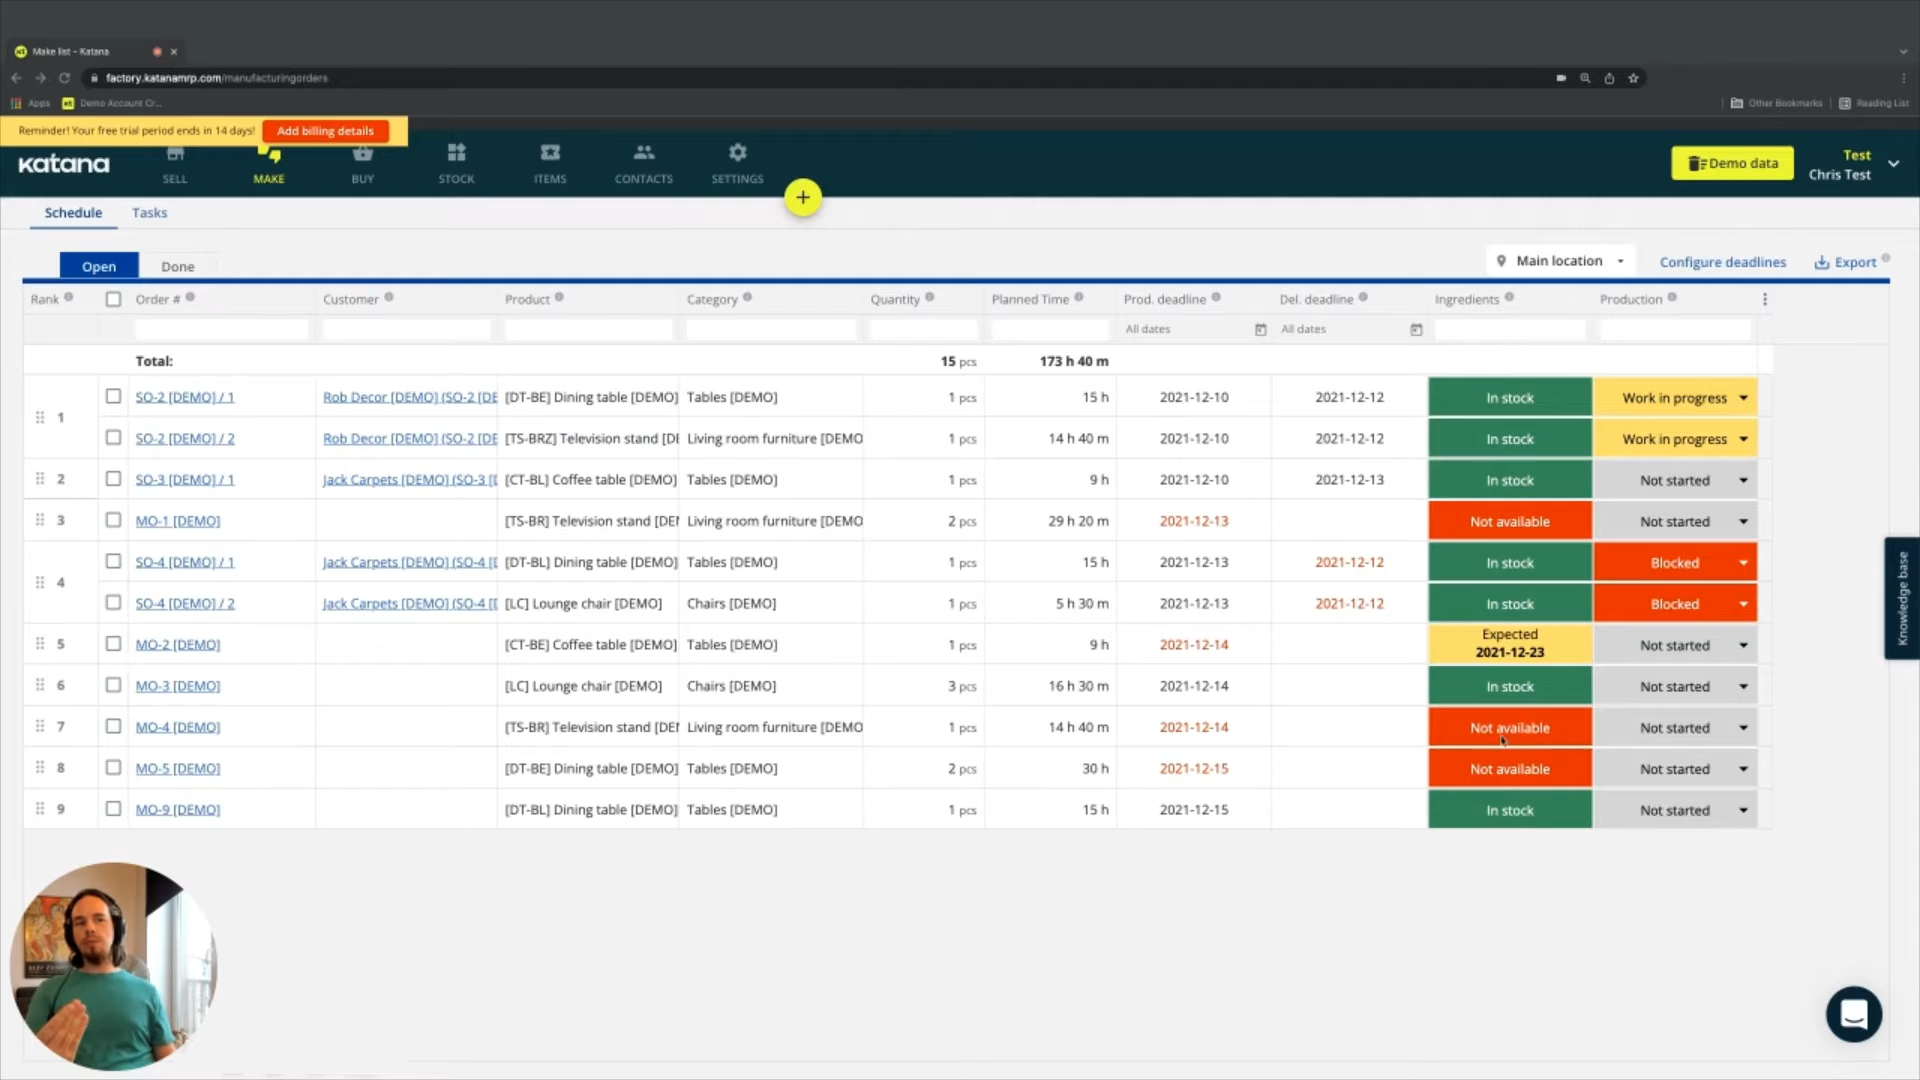 Make list – Katana
factory.katanamrp.com/manufacturingorders
Apps Demo Account Cr... Other Bookmarks Reading List
Reminder! Your free trial period ends in 14 days! Add billing details
katana SELL MAKE BUY STOCK ITEMS CONTACTS SETTINGS Demo data Test Chris Test
Schedule Tasks
Open Done Main location Configure deadlines Export
Rank Order # Customer Product Category Quantity Planned Time Prod. deadline Del. deadline Ingredients Production
All dates All dates
Total: 15 pcs 173 h 40 m
1 SO-2 [DEMO] / 1 Rob Decor [DEMO] (SO-2 [DE [DT-BE] Dining table [DEMO] Tables [DEMO] 1 pcs 15 h 2021-12-10 2021-12-12 In stock Work in progress
SO-2 [DEMO] / 2 Rob Decor [DEMO] (SO-2 [DE [TS-BRZ] Television stand [DE Living room furniture [DEMO 1 pcs 14 h 40 m 2021-12-10 2021-12-12 In stock Work in progress
2 SO-3 [DEMO] / 1 Jack Carpets [DEMO] (SO-3 [D [CT-BL] Coffee table [DEMO] Tables [DEMO] 1 pcs 9 h 2021-12-10 2021-12-13 In stock Not started
3 MO-1 [DEMO] [TS-BR] Television stand [DEM Living room furniture [DEMO 2 pcs 29 h 20 m 2021-12-13 Not available Not started
4 SO-4 [DEMO] / 1 Jack Carpets [DEMO] (SO-4 [D [DT-BL] Dining table [DEMO] Tables [DEMO] 1 pcs 15 h 2021-12-13 2021-12-12 In stock Blocked
SO-4 [DEMO] / 2 Jack Carpets [DEMO] (SO-4 [D [LC] Lounge chair [DEMO] Chairs [DEMO] 1 pcs 5 h 30 m 2021-12-13 2021-12-12 In stock Blocked
5 MO-2 [DEMO] [CT-BE] Coffee table [DEMO] Tables [DEMO] 1 pcs 9 h 2021-12-14 Expected 2021-12-23 Not started
6 MO-3 [DEMO] [LC] Lounge chair [DEMO] Chairs [DEMO] 3 pcs 16 h 30 m 2021-12-14 In stock Not started
7 MO-4 [DEMO] [TS-BR] Television stand [DEM Living room furniture [DEMO 1 pcs 14 h 40 m 2021-12-14 Not available Not started
8 MO-5 [DEMO] [DT-BE] Dining table [DEMO] Tables [DEMO] 2 pcs 30 h 2021-12-15 Not available Not started
9 MO-9 [DEMO] [DT-BL] Dining table [DEMO] Tables [DEMO] 1 pcs 15 h 2021-12-15 In stock Not started
Knowledge base